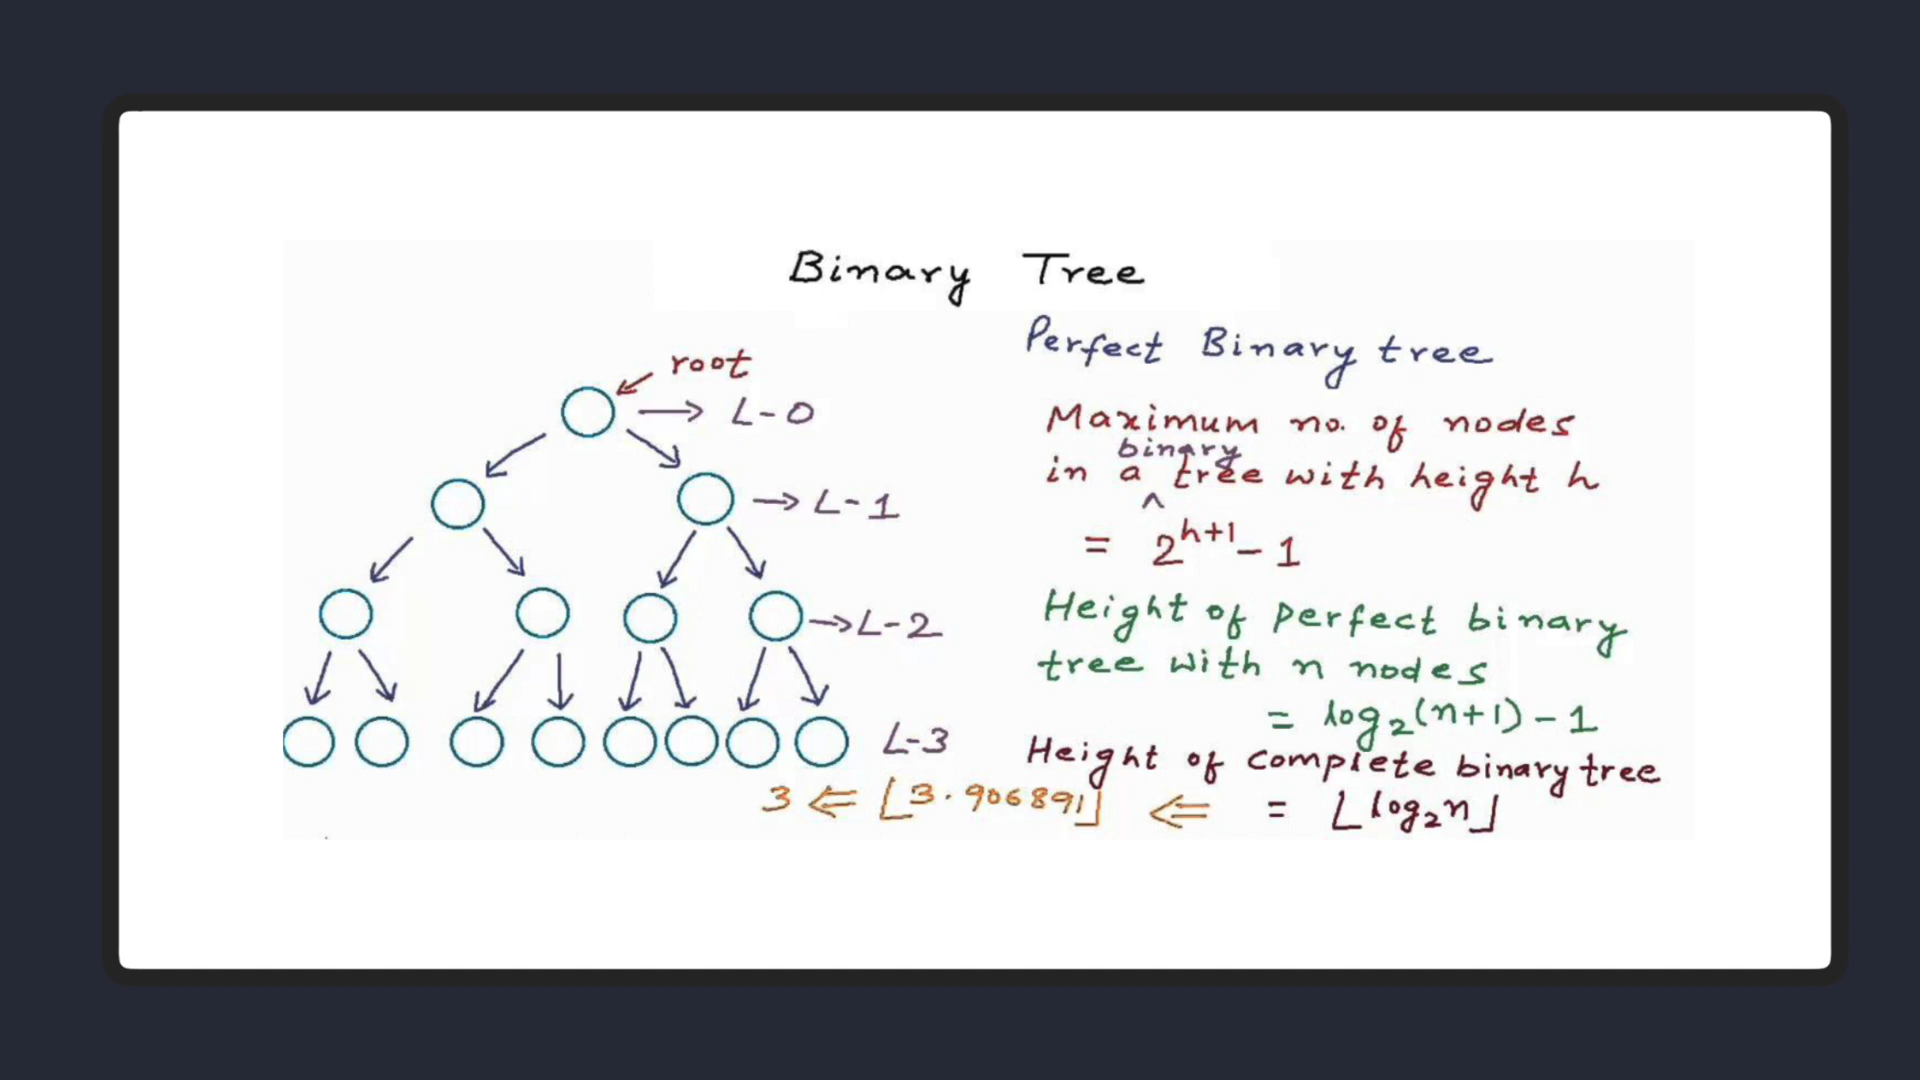 Binary Tree
Perfect Binary tree
root
L-0
L-1
L-2
L-3
Maximum no. of nodes
binary
in a ^ tree with height h
= 2^{h+1} - 1
Height of perfect binary
tree with n nodes
= log₂(n+1) - 1
Height of complete binary tree
= ⌊log₂n⌋
3 ⇐ ⌊3.906891⌋ ⇐